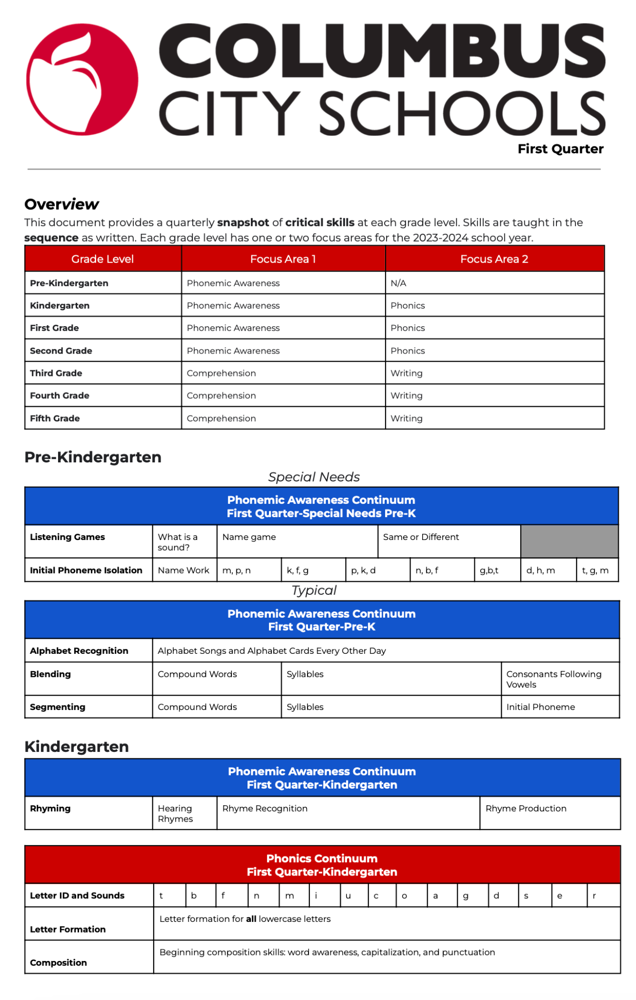 COLUMBUS
CITY SCHOOLS
First Quarter
Overview
This document provides a quarterly snapshot of critical skills at each grade level. Skills are taught in the
sequence as written. Each grade level has one or two focus areas for the 2023-2024 school year.
Grade Level Focus Area 1 Focus Area 2
Pre-Kindergarten Phonemic Awareness N/A
Kindergarten Phonemic Awareness Phonics
First Grade Phonemic Awareness Phonics
Second Grade Phonemic Awareness Phonics
Third Grade Comprehension Writing
Fourth Grade Comprehension Writing
Fifth Grade Comprehension Writing
Pre-Kindergarten
Special Needs
Phonemic Awareness Continuum
First Quarter-Special Needs Pre-K
Listening Games What is a Name game Same or Different
sound?
Initial Phoneme Isolation Name Work m, p, n k, f, g p, k, d n, b, f g,b,t d, h, m t, g, m
Typical
Phonemic Awareness Continuum
First Quarter-Pre-K
Alphabet Recognition Alphabet Songs and Alphabet Cards Every Other Day
Blending Compound Words Syllables Consonants Following
Vowels
Segmenting Compound Words Syllables Initial Phoneme
Kindergarten
Phonemic Awareness Continuum
First Quarter-Kindergarten
Rhyming Hearing Rhyme Recognition Rhyme Production
Rhymes
Phonics Continuum
First Quarter-Kindergarten
Letter ID and Sounds t b f n m i u c o a g d s e r
Letter formation for all lowercase letters
Letter Formation
Beginning composition skills: word awareness, capitalization, and punctuation
Composition